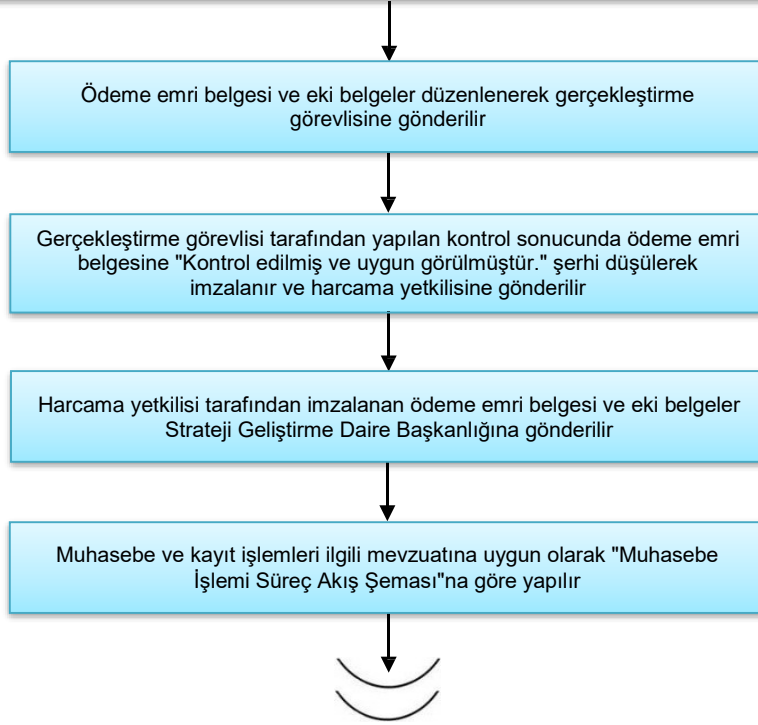 Ödeme emri belgesi ve eki belgeler düzenlenerek gerçekleştirme
görevlisine gönderilir
Gerçekleştirme görevlisi tarafından yapılan kontrol sonucunda ödeme emri
belgesine "Kontrol edilmiş ve uygun görülmüştür." şerhi düşülerek
imzalanır ve harcama yetkilisine gönderilir
Harcama yetkilisi tarafından imzalanan ödeme emri belgesi ve eki belgeler
Strateji Geliştirme Daire Başkanlığına gönderilir
Muhasebe ve kayıt işlemleri ilgili mevzuatına uygun olarak "Muhasebe
İşlemi Süreç Akış Şeması"na göre yapılır